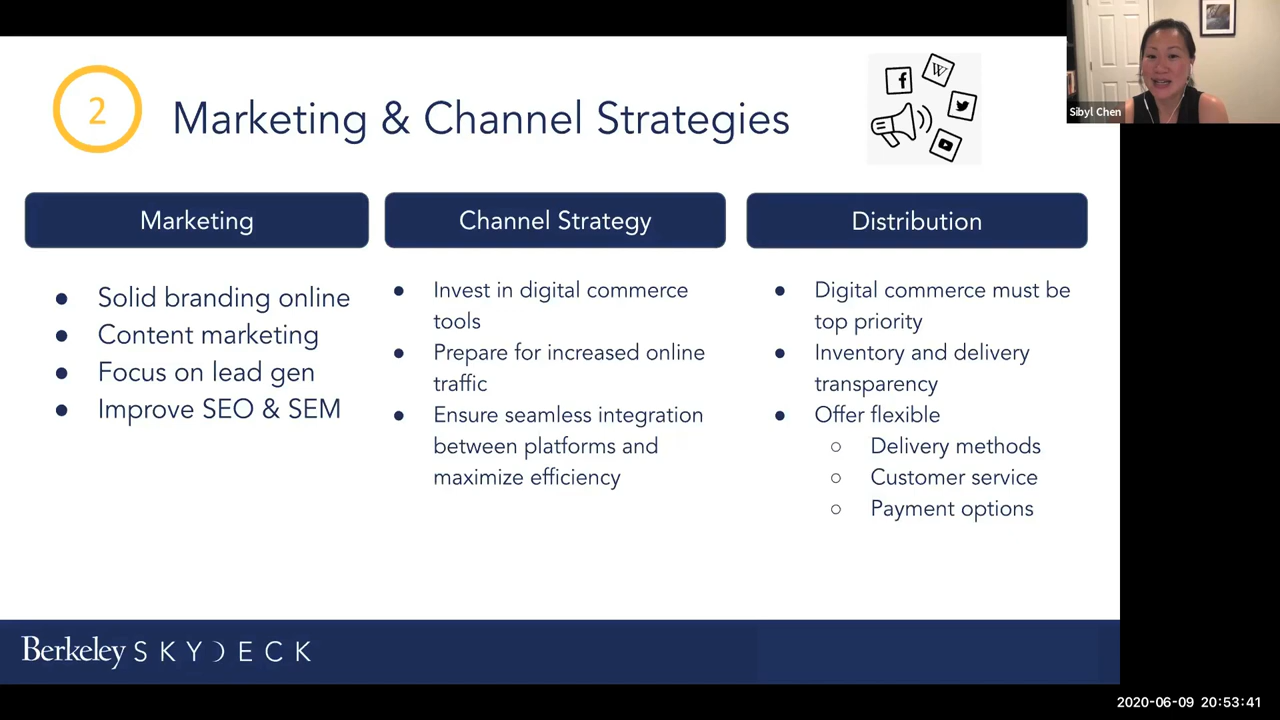 2
Marketing & Channel Strategies
f
W
Sibyl Chen
Marketing
Channel Strategy
Distribution
● Solid branding online
● Content marketing
● Focus on lead gen
● Improve SEO & SEM
● Invest in digital commerce
tools
● Prepare for increased online
traffic
● Ensure seamless integration
between platforms and
maximize efficiency
● Digital commerce must be
top priority
● Inventory and delivery
transparency
● Offer flexible
○ Delivery methods
○ Customer service
○ Payment options
Berkeley SKYDECK
2020-06-09 20:53:41